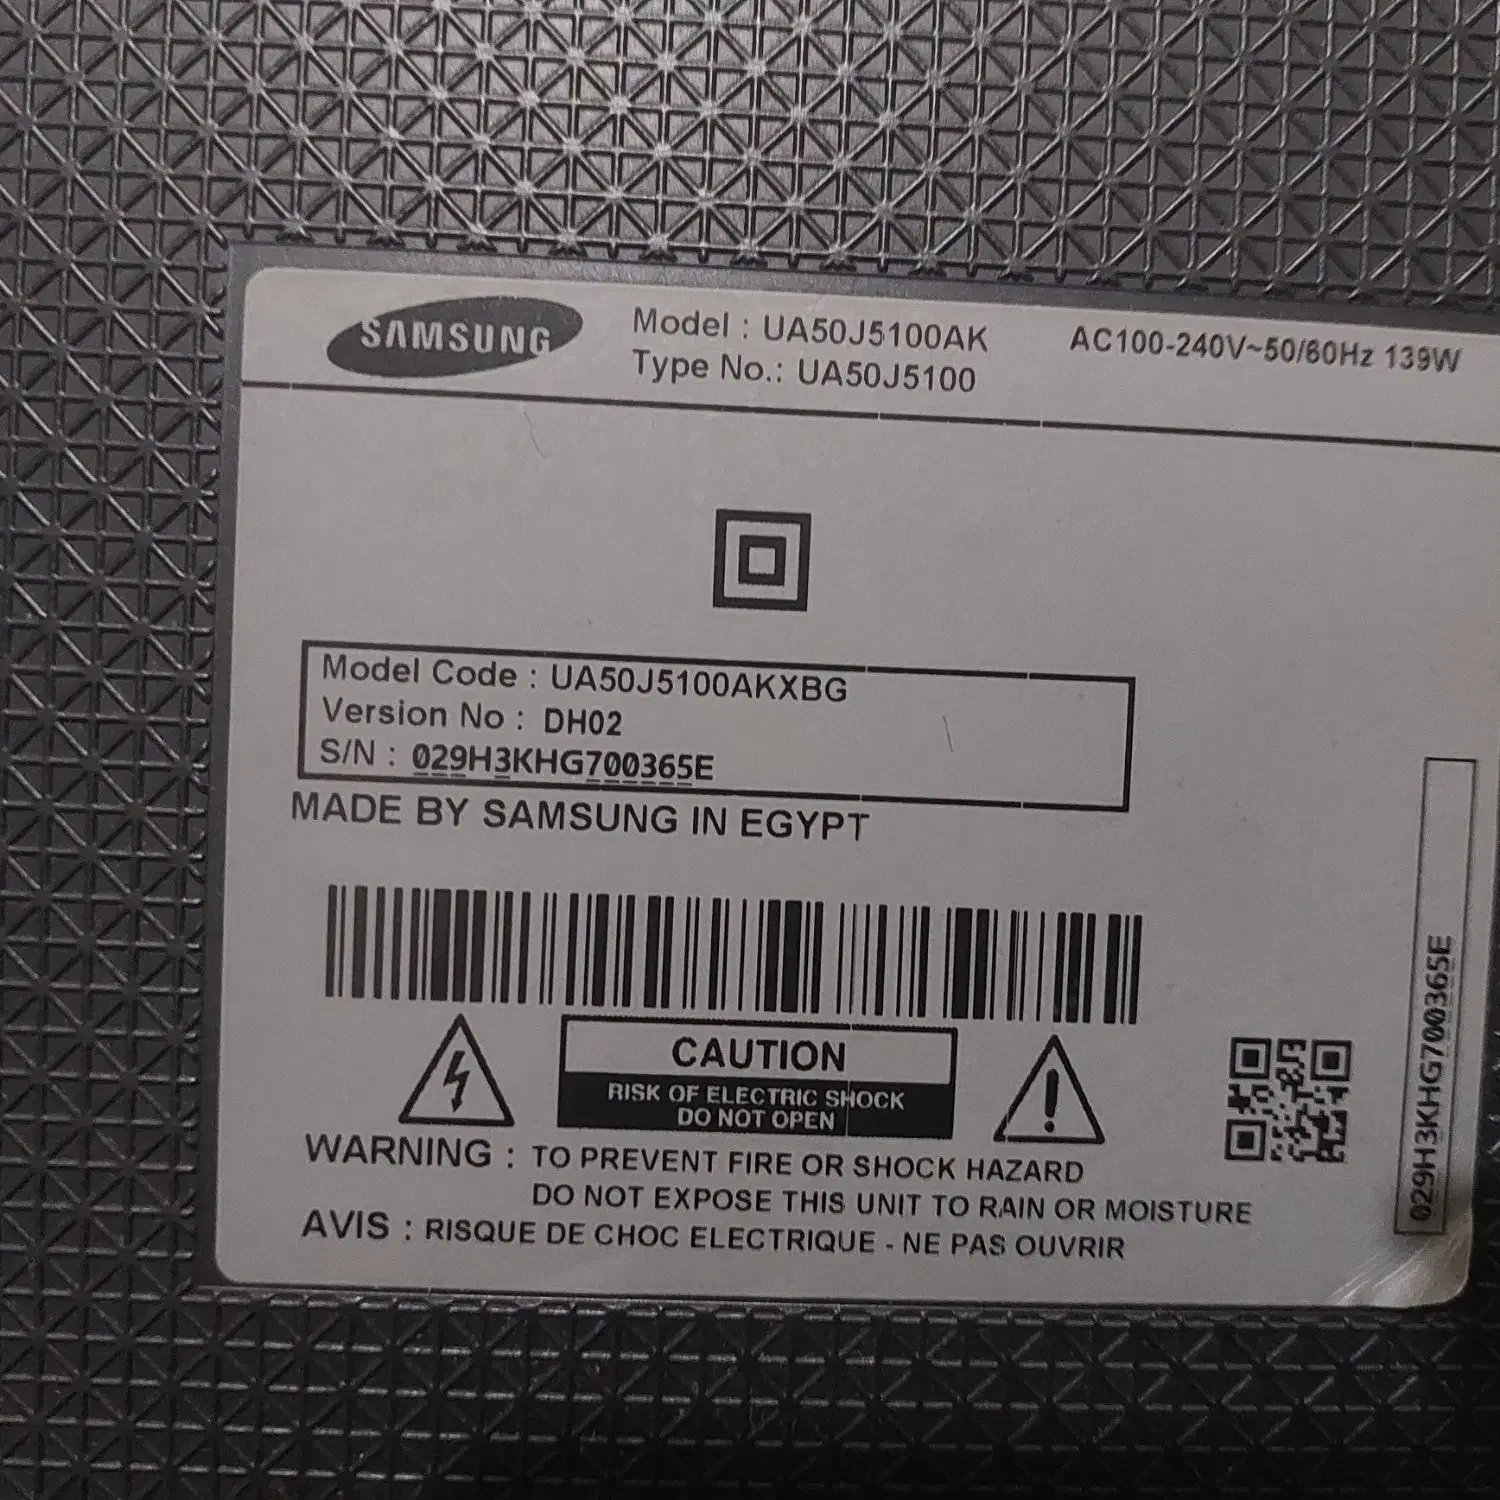 SAMSUNG
Model : UA50J5100AK
Type No.: UA50J5100
AC100-240V~50/60Hz 139W
Model Code : UA50J5100AKXBG
Version No : DH02
S/N : 029H3KHG700365E
MADE BY SAMSUNG IN EGYPT
CAUTION
RISK OF ELECTRIC SHOCK
DO NOT OPEN
WARNING : TO PREVENT FIRE OR SHOCK HAZARD
DO NOT EXPOSE THIS UNIT TO RAIN OR MOISTURE
AVIS : RISQUE DE CHOC ELECTRIQUE - NE PAS OUVRIR
029H3KHG700365E